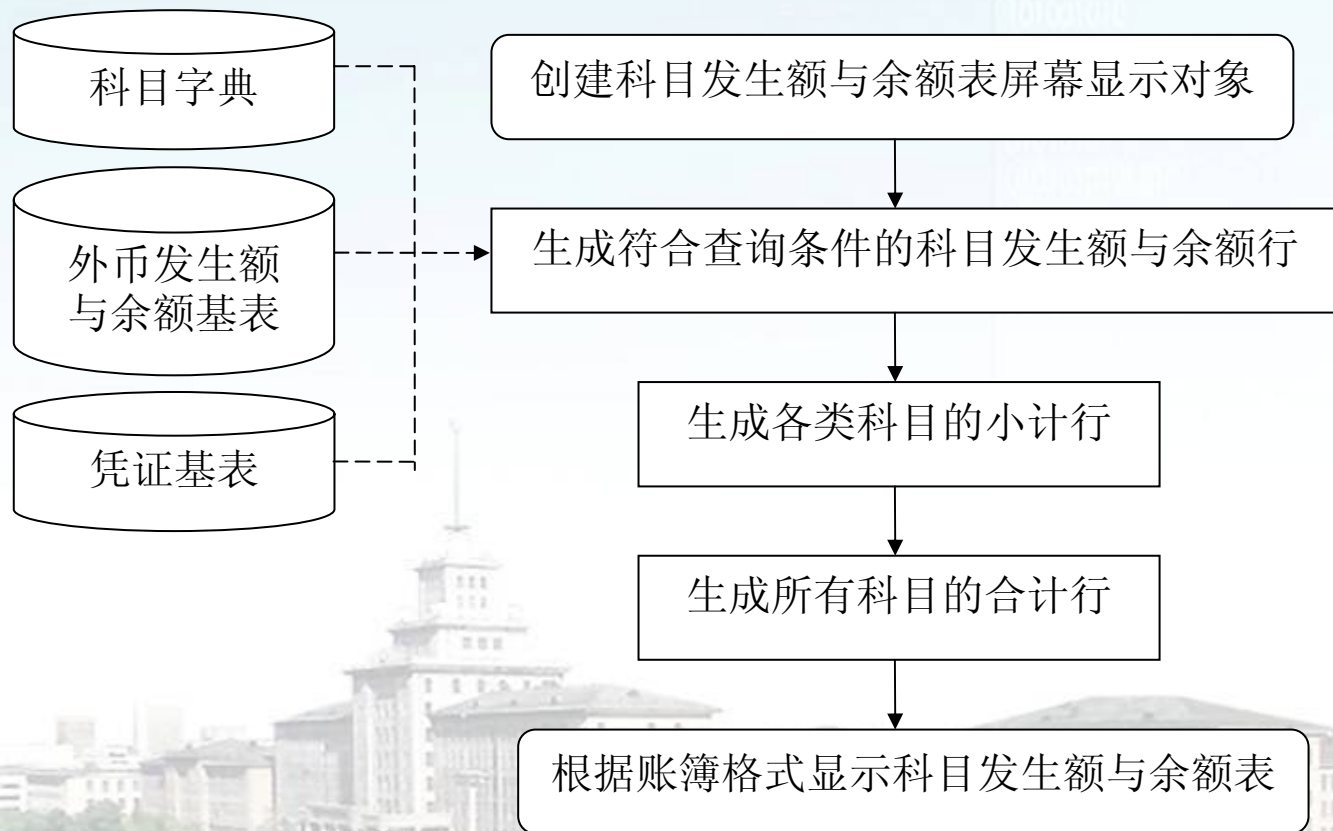 科目字典
外币发生额
与余额基表
凭证基表
创建科目发生额与余额表屏幕显示对象
生成符合查询条件的科目发生额与余额行
生成各类科目的小计行
生成所有科目的合计行
根据账簿格式显示科目发生额与余额表